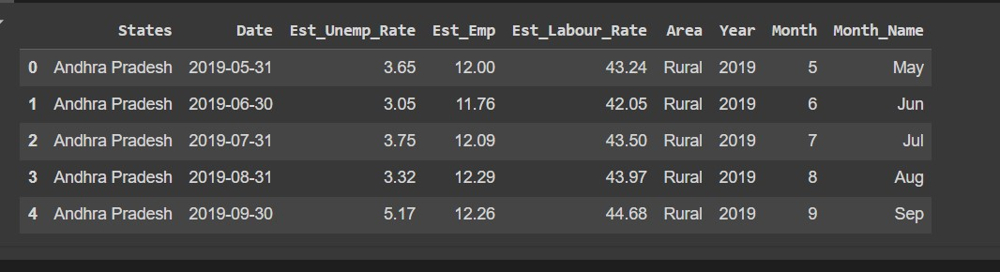 States Date Est_Unemp_Rate Est_Emp Est_Labour_Rate Area Year Month Month_Name
0 Andhra Pradesh 2019-05-31 3.65 12.00 43.24 Rural 2019 5 May
1 Andhra Pradesh 2019-06-30 3.05 11.76 42.05 Rural 2019 6 Jun
2 Andhra Pradesh 2019-07-31 3.75 12.09 43.50 Rural 2019 7 Jul
3 Andhra Pradesh 2019-08-31 3.32 12.29 43.97 Rural 2019 8 Aug
4 Andhra Pradesh 2019-09-30 5.17 12.26 44.68 Rural 2019 9 Sep